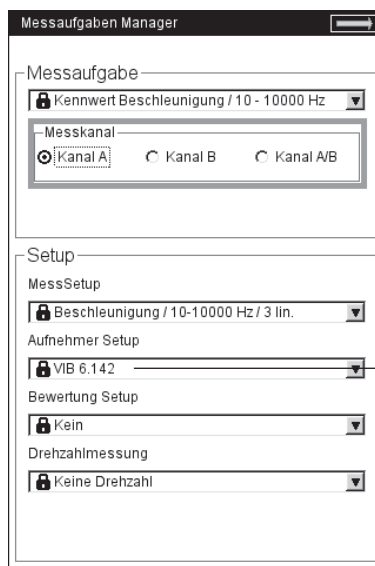 Messaufgaben Manager
Messaufgabe
Kennwert Beschleunigung / 10 - 10000 Hz
Messkanal
Kanal A Kanal B Kanal A/B
Setup
MessSetup
Beschleunigung / 10-10000 Hz / 3 lin.
Aufnehmer Setup
VIB 6.142
Bewertung Setup
Kein
Drehzahlmessung
Keine Drehzahl